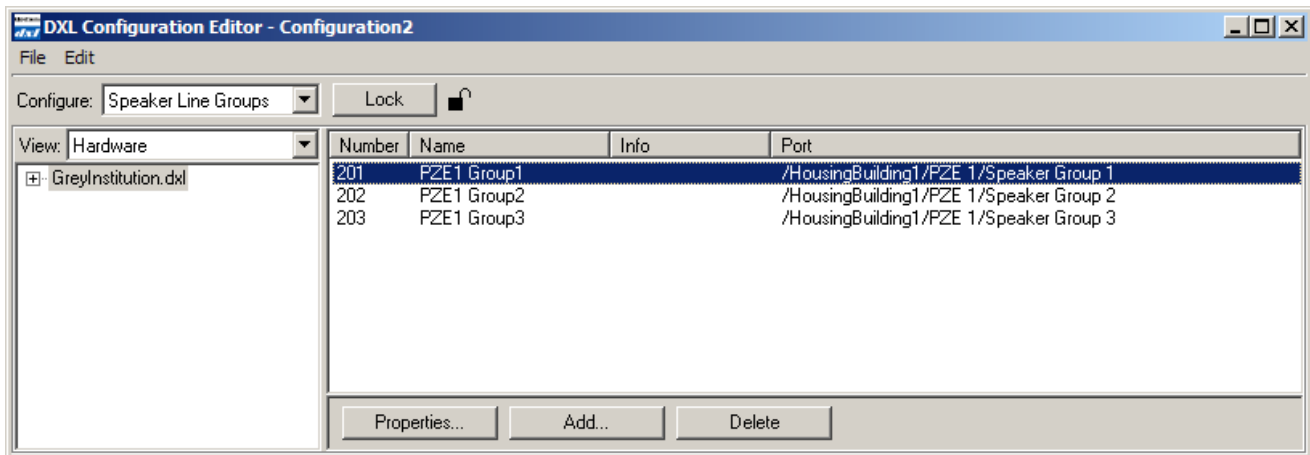 DXL Configuration Editor - Configuration2
File Edit
Configure: Speaker Line Groups Lock
View: Hardware
GreyInstitution.dxl
Number Name Info Port
201 PZE1 Group1 /HousingBuilding1/PZE 1/Speaker Group 1
202 PZE1 Group2 /HousingBuilding1/PZE 1/Speaker Group 2
203 PZE1 Group3 /HousingBuilding1/PZE 1/Speaker Group 3
Properties... Add... Delete